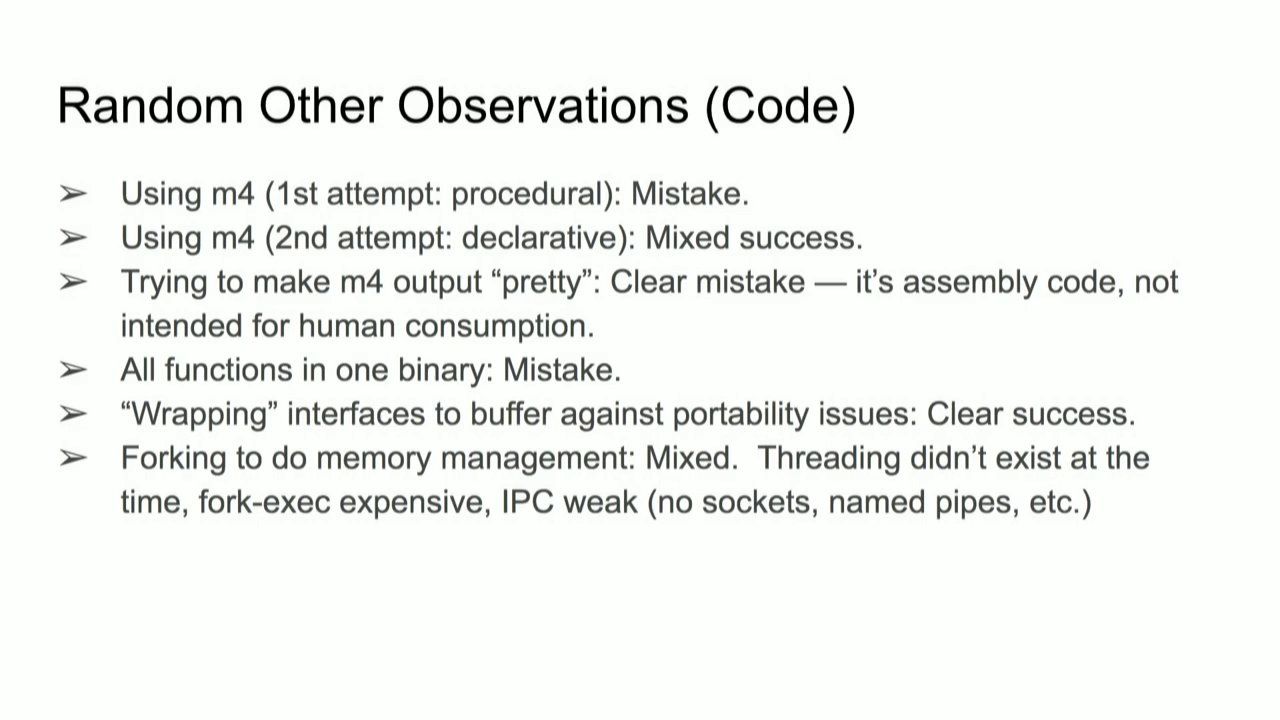 Random Other Observations (Code)
➢ Using m4 (1st attempt: procedural): Mistake.
➢ Using m4 (2nd attempt: declarative): Mixed success.
➢ Trying to make m4 output “pretty”: Clear mistake — it’s assembly code, not
intended for human consumption.
➢ All functions in one binary: Mistake.
➢ “Wrapping” interfaces to buffer against portability issues: Clear success.
➢ Forking to do memory management: Mixed.  Threading didn’t exist at the
time, fork-exec expensive, IPC weak (no sockets, named pipes, etc.)